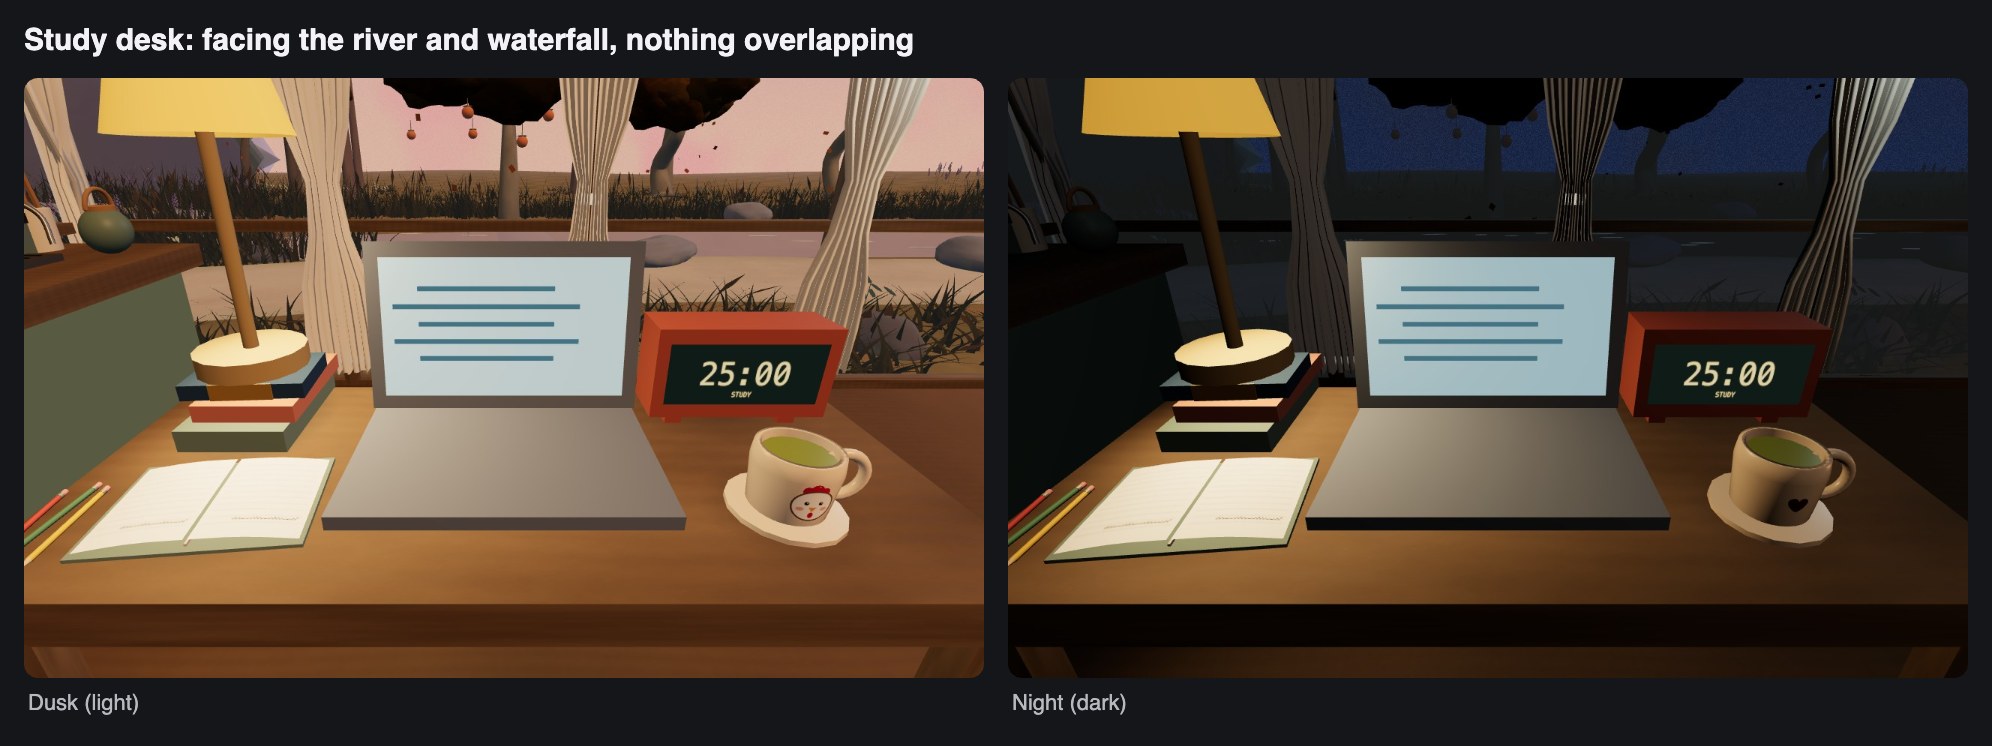 Study desk: facing the river and waterfall, nothing overlapping
25:00
STUDY
25:00
STUDY
Dusk (light)
Night (dark)